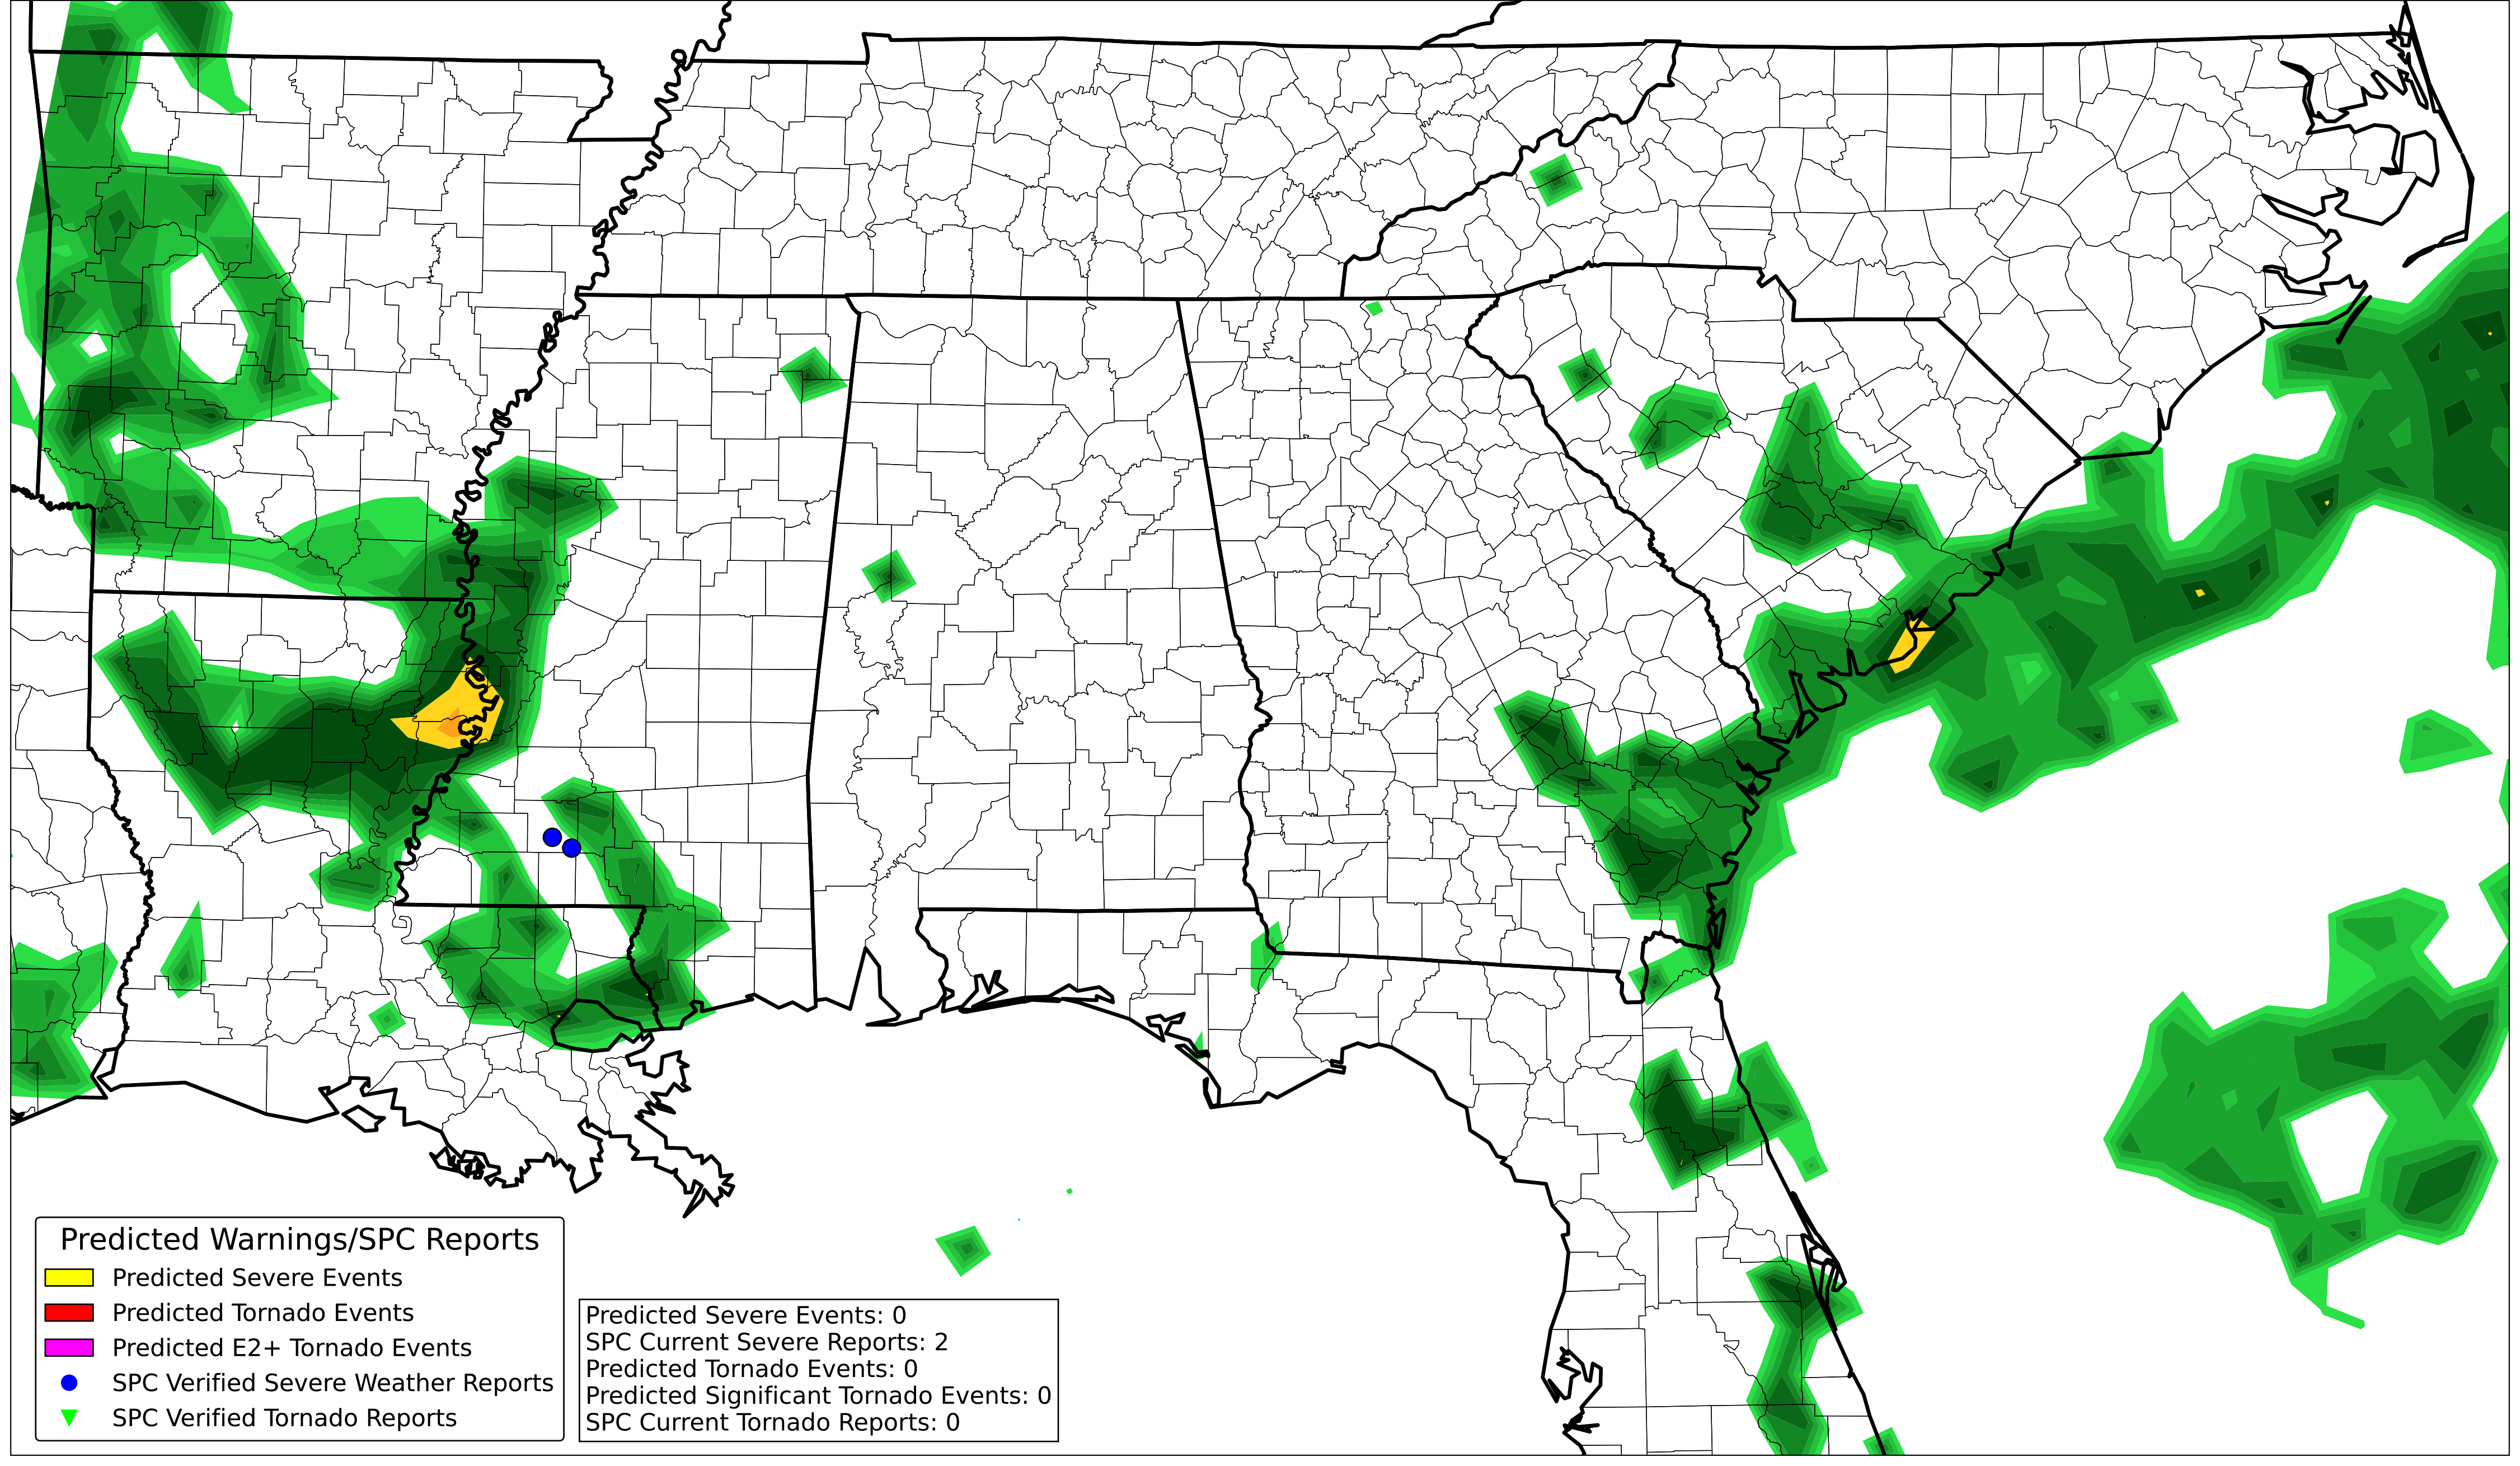 Predicted Warnings/SPC Reports
Predicted Severe Events
Predicted Tornado Events
Predicted E2+ Tornado Events
SPC Verified Severe Weather Reports
SPC Verified Tornado Reports
Predicted Severe Events: 0
SPC Current Severe Reports: 2
Predicted Tornado Events: 0
Predicted Significant Tornado Events: 0
SPC Current Tornado Reports: 0